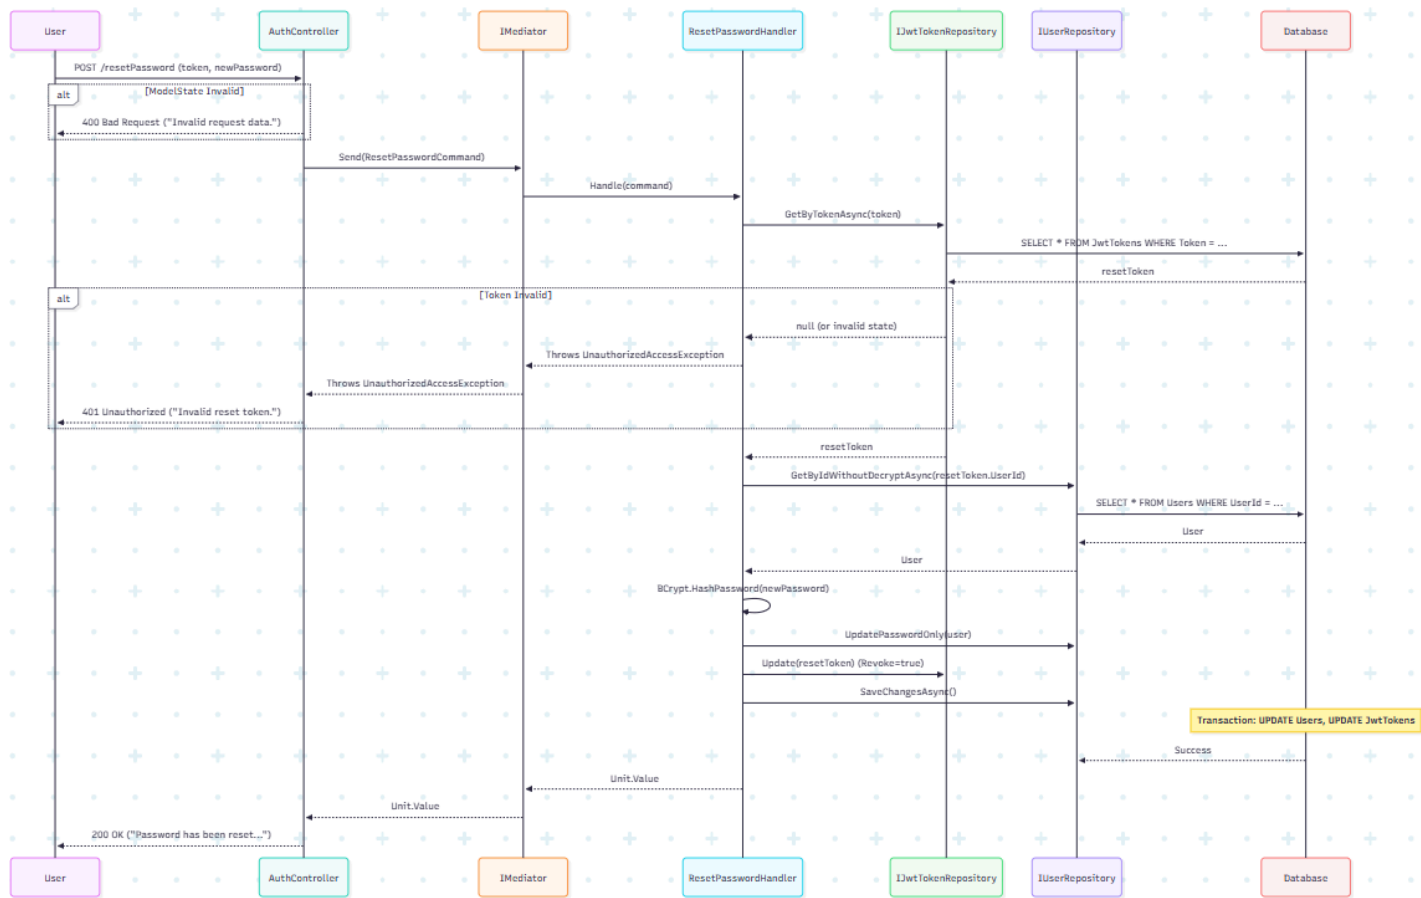 User
AuthController
IMediator
ResetPasswordHandler
IJwtTokenRepository
IUserRepository
Database
POST /resetPassword (token, newPassword)
alt
[ModelState Invalid]
400 Bad Request ("Invalid request data.")
Send(ResetPasswordCommand)
Handle(command)
GetByTokenAsync(token)
SELECT * FROM JwtTokens WHERE Token = ...
resetToken
alt
[Token Invalid]
null (or invalid state)
Throws UnauthorizedAccessException
Throws UnauthorizedAccessException
401 Unauthorized ("Invalid reset token.")
resetToken
GetByIdWithoutDecryptAsync(resetToken.UserId)
SELECT * FROM Users WHERE UserId = ...
User
User
BCrypt.HashPassword(newPassword)
UpdatePasswordOnly(user)
Update(resetToken) (Revoke=true)
SaveChangesAsync()
Transaction: UPDATE Users, UPDATE JwtTokens
Success
Unit.Value
Unit.Value
200 OK ("Password has been reset...")
User
AuthController
IMediator
ResetPasswordHandler
IJwtTokenRepository
IUserRepository
Database